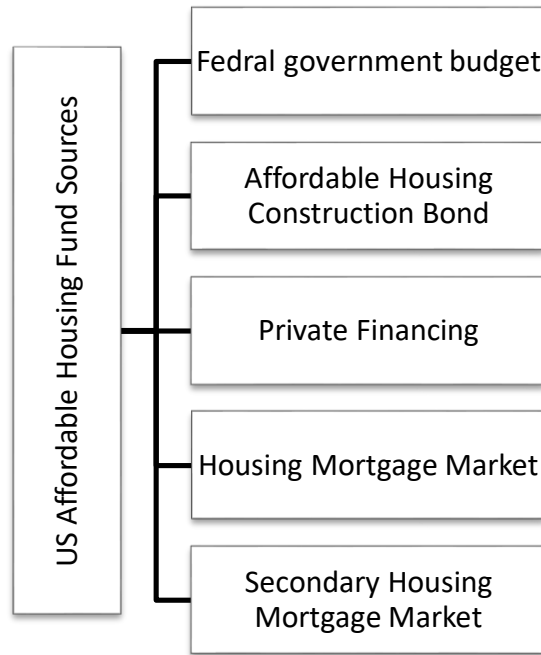 US Affordable Housing Fund Sources
Fedral government budget
Affordable Housing
Construction Bond
Private Financing
Housing Mortgage Market
Secondary Housing
Mortgage Market